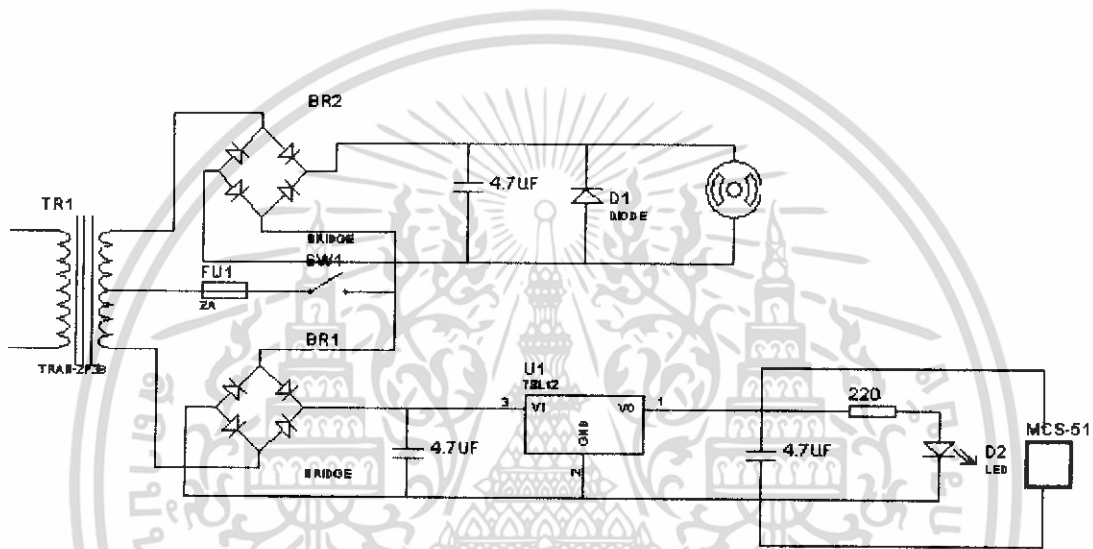 BR2
4.7UF
D1
DIODE
TR1
BRIDGE
SW1
FU1
2A
BR1
TRAN-2P3S
U1
78L12
3
VI
VO
1
GND
2
220
MCS-51
4.7UF
4.7UF
D2
LED
BRIDGE